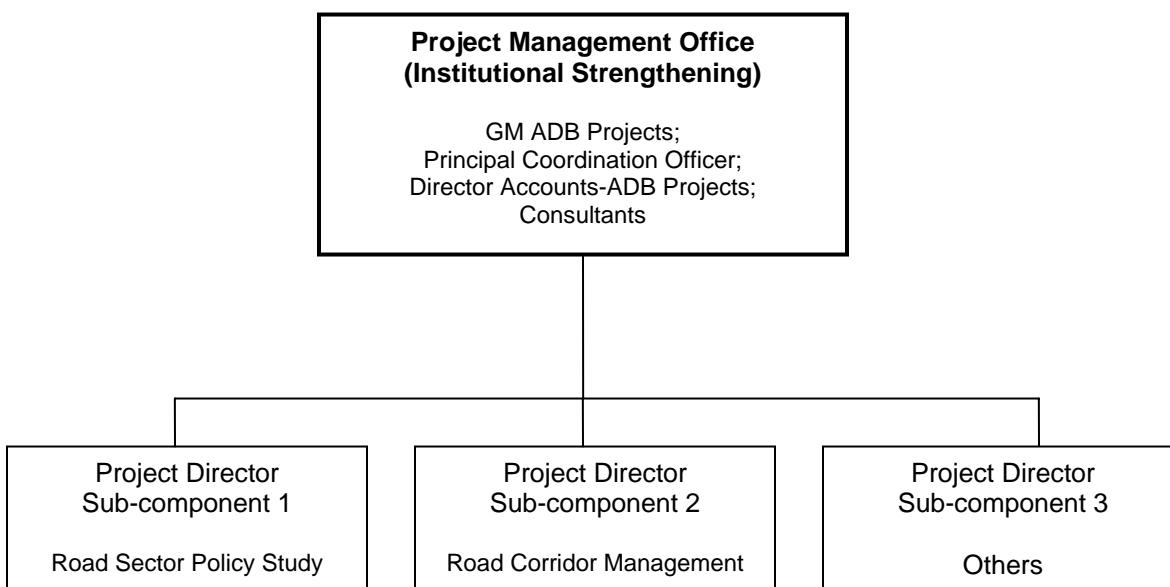 Project Management Office
(Institutional Strengthening)
GM ADB Projects;
Principal Coordination Officer;
Director Accounts-ADB Projects;
Consultants
Project Director
Sub-component 1
Road Sector Policy Study
Project Director
Sub-component 2
Road Corridor Management
Project Director
Sub-component 3
Others